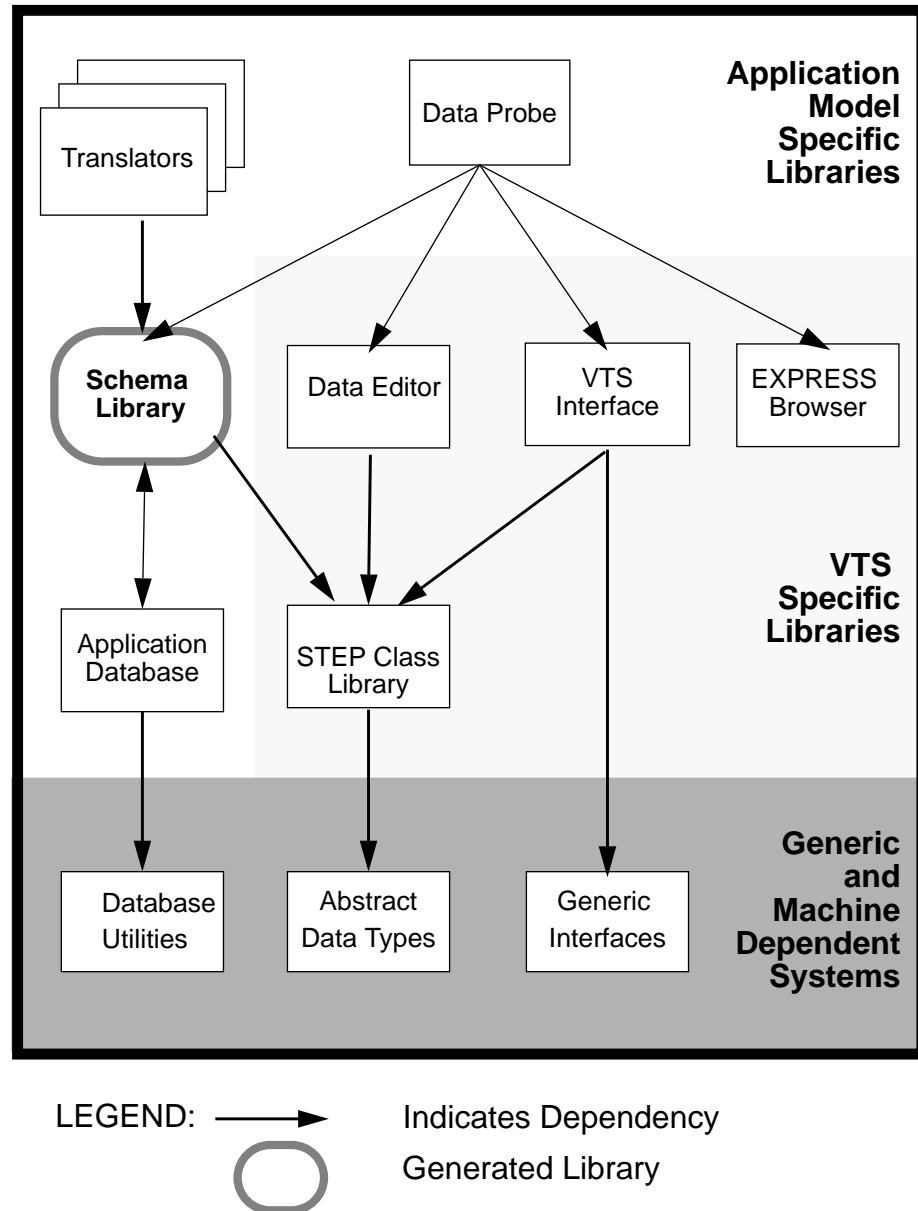 Application
Model
Specific
Libraries
Data Probe
Translators
Schema
Library
Data Editor
VTS
Interface
EXPRESS
Browser
VTS
Specific
Libraries
Application
Database
STEP Class
Library
Generic
and
Machine
Dependent
Systems
Database
Utilities
Abstract
Data Types
Generic
Interfaces
LEGEND:
Indicates Dependency
Generated Library